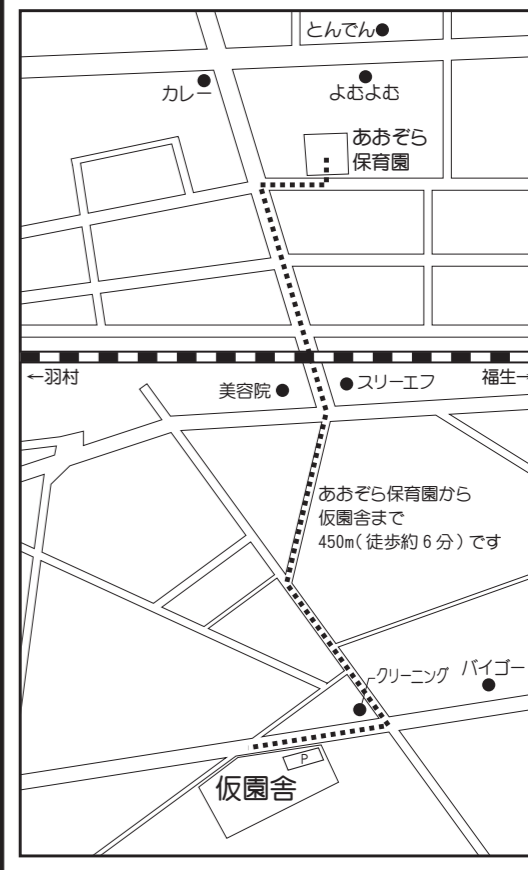 とんでん
カレー
よむよむ
あおぞら
保育園
←羽村
福生→
美容院
スリーエフ
あおぞら保育園から
仮園舎まで
450m(徒歩約6分)です
クリーニング
バイゴー
P
仮園舎